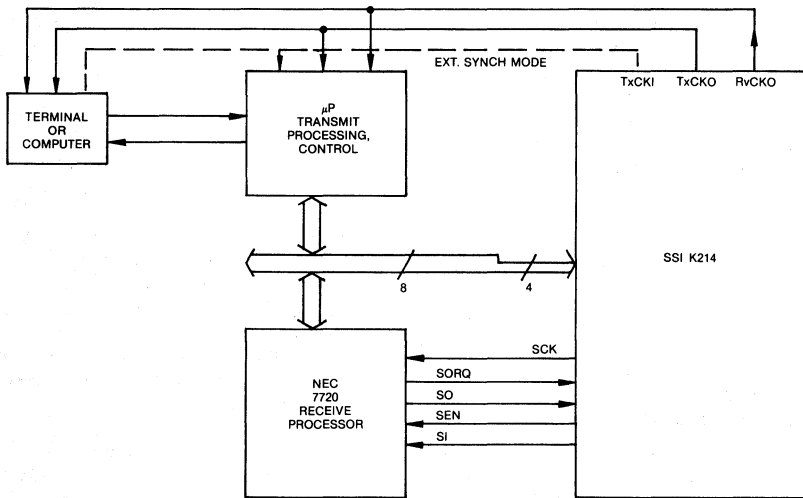 EXT. SYNCH MODE
TxCKI TxCKO RvCKO
TERMINAL
OR
COMPUTER
μP
TRANSMIT
PROCESSING,
CONTROL
SSI K214
8 4
NEC
7720
RECEIVE
PROCESSOR
SCK
SORQ
SO
SEN
SI